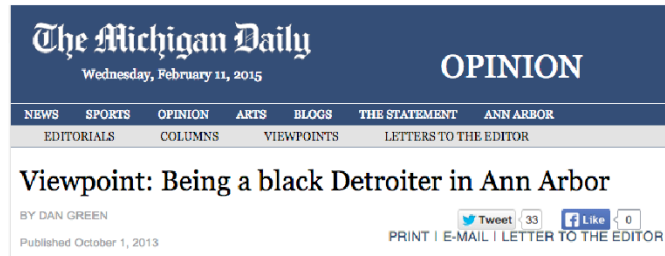 The Michigan Daily
Wednesday, February 11, 2015
OPINION
NEWS SPORTS OPINION ARTS BLOGS THE STATEMENT ANN ARBOR
EDITORIALS COLUMNS VIEWPOINTS LETTERS TO THE EDITOR
Viewpoint: Being a black Detroiter in Ann Arbor
BY DAN GREEN
Tweet 33 Like 0
Published October 1, 2013
PRINT | E-MAIL | LETTER TO THE EDITOR